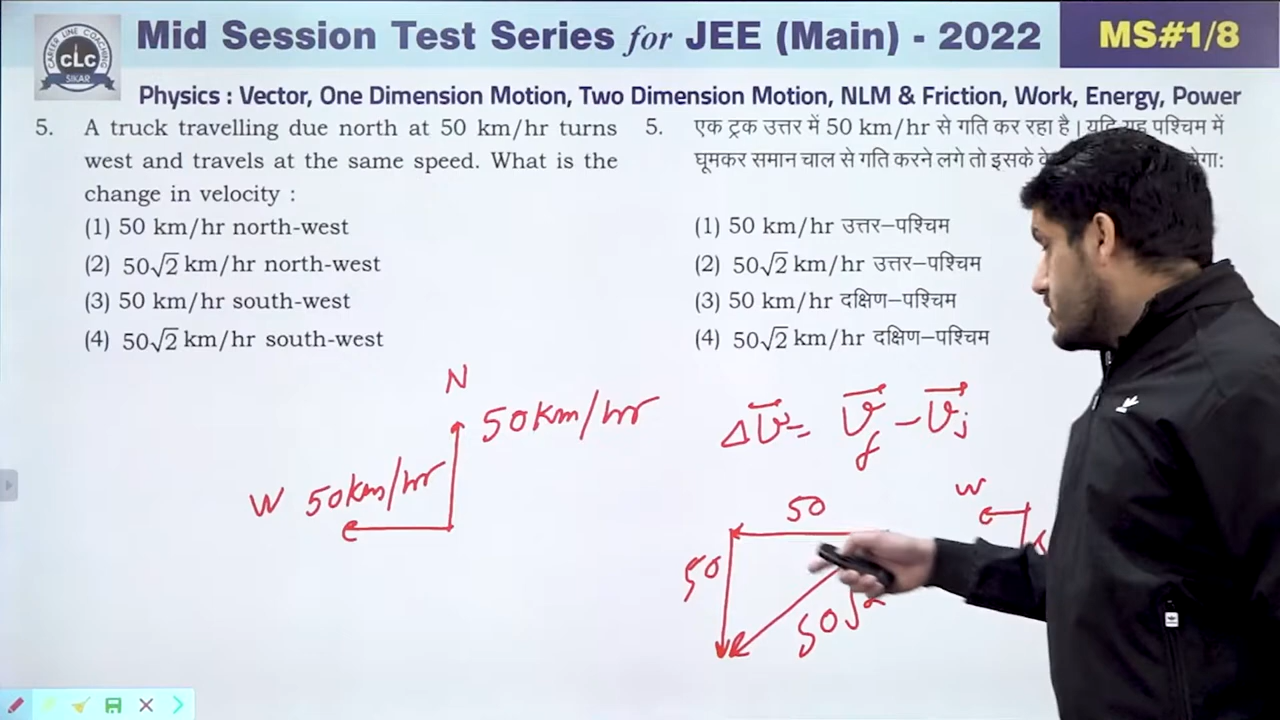 CAREER LINE COACHING
CLC
SIKAR
Mid Session Test Series for JEE (Main) - 2022
MS#1/8
Physics : Vector, One Dimension Motion, Two Dimension Motion, NLM & Friction, Work, Energy, Power
5. A truck travelling due north at 50 km/hr turns
west and travels at the same speed. What is the
change in velocity :
(1) 50 km/hr north-west
(2) 50√2 km/hr north-west
(3) 50 km/hr south-west
(4) 50√2 km/hr south-west
5. एक ट्रक उत्तर में 50 km/hr से गति कर रहा है। यदि यह पश्चिम में
घूमकर समान चाल से गति करने लगे तो इसके
(1) 50 km/hr उत्तर–पश्चिम
(2) 50√2 km/hr उत्तर–पश्चिम
(3) 50 km/hr दक्षिण–पश्चिम
(4) 50√2 km/hr दक्षिण–पश्चिम
N
50km/hr
W 50km/hr
Δv⃗ = v⃗f - v⃗i
50
W
50
50√2